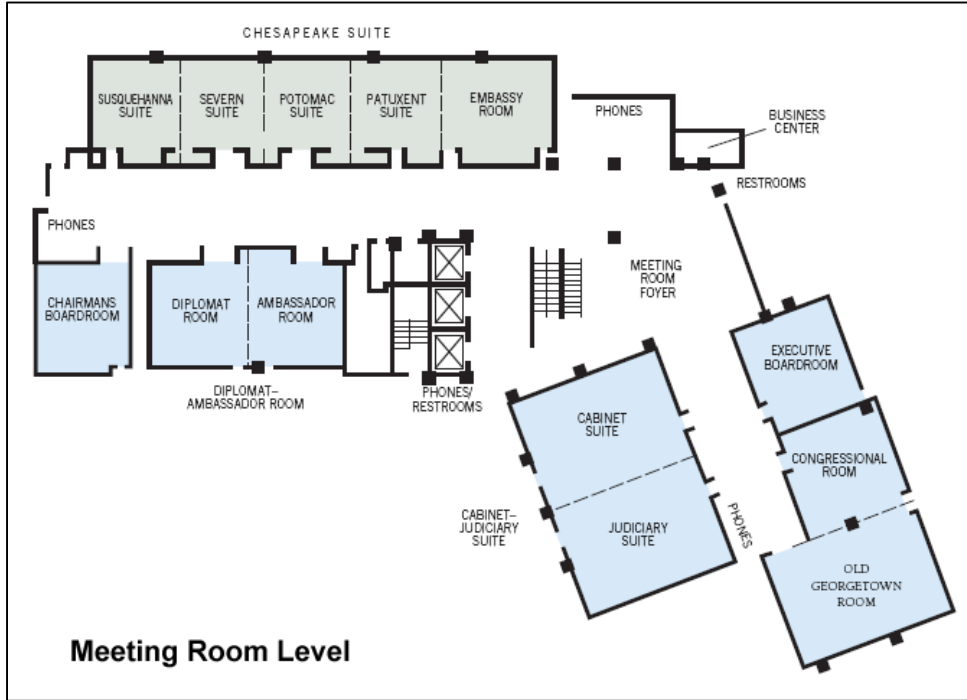 CHESAPEAKE SUITE
SUSQUEHANNA
SUITE
SEVERN
SUITE
POTOMAC
SUITE
PATUXENT
SUITE
EMBASSY
ROOM
PHONES
BUSINESS
CENTER
RESTROOMS
PHONES
CHAIRMANS
BOARDROOM
DIPLOMAT
ROOM
AMBASSADOR
ROOM
MEETING
ROOM
FOYER
DIPLOMAT–
AMBASSADOR ROOM
PHONES/
RESTROOMS
EXECUTIVE
BOARDROOM
CABINET
SUITE
CONGRESSIONAL
ROOM
CABINET–
JUDICIARY
SUITE
JUDICIARY
SUITE
PHONES
OLD
GEORGETOWN
ROOM
Meeting Room Level